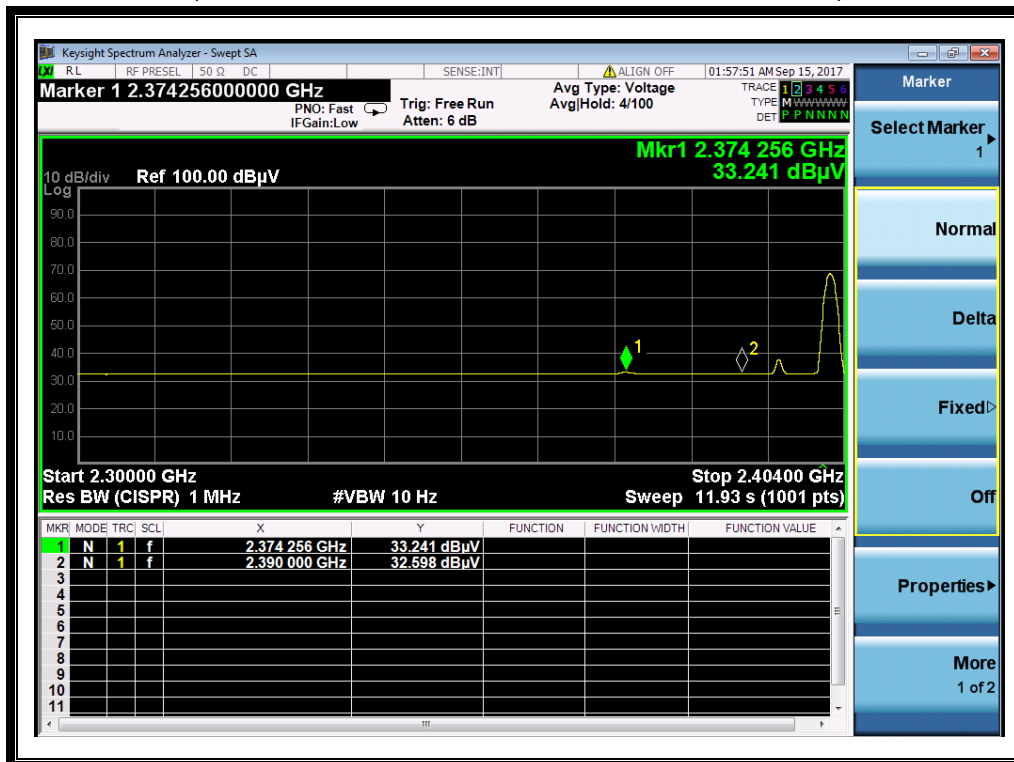 Keysight Spectrum Analyzer - Swept SA
LXI RL RF PRESEL 50 Ω DC SENSE:INT ALIGN OFF 01:57:51 AM Sep 15, 2017
Marker 1 2.374256000000 GHz
PNO: Fast
IFGain:Low
Trig: Free Run
Atten: 6 dB
Avg Type: Voltage
Avg|Hold: 4/100
TRACE 1 2 3 4 5 6
TYPE M W W W W W
DET P P N N N N
Mkr1 2.374 256 GHz
33.241 dBµV
10 dB/div Ref 100.00 dBµV
Log
90.0
80.0
70.0
60.0
50.0
40.0
30.0
20.0
10.0
1
2
Start 2.30000 GHz Stop 2.40400 GHz
Res BW (CISPR) 1 MHz #VBW 10 Hz Sweep 11.93 s (1001 pts)
MKR MODE TRC SCL X Y FUNCTION FUNCTION WIDTH FUNCTION VALUE
1 N 1 f 2.374 256 GHz 33.241 dBµV
2 N 1 f 2.390 000 GHz 32.598 dBµV
3
4
5
6
7
8
9
10
11
Marker
Select Marker
1
Normal
Delta
Fixed
Off
Properties
More
1 of 2